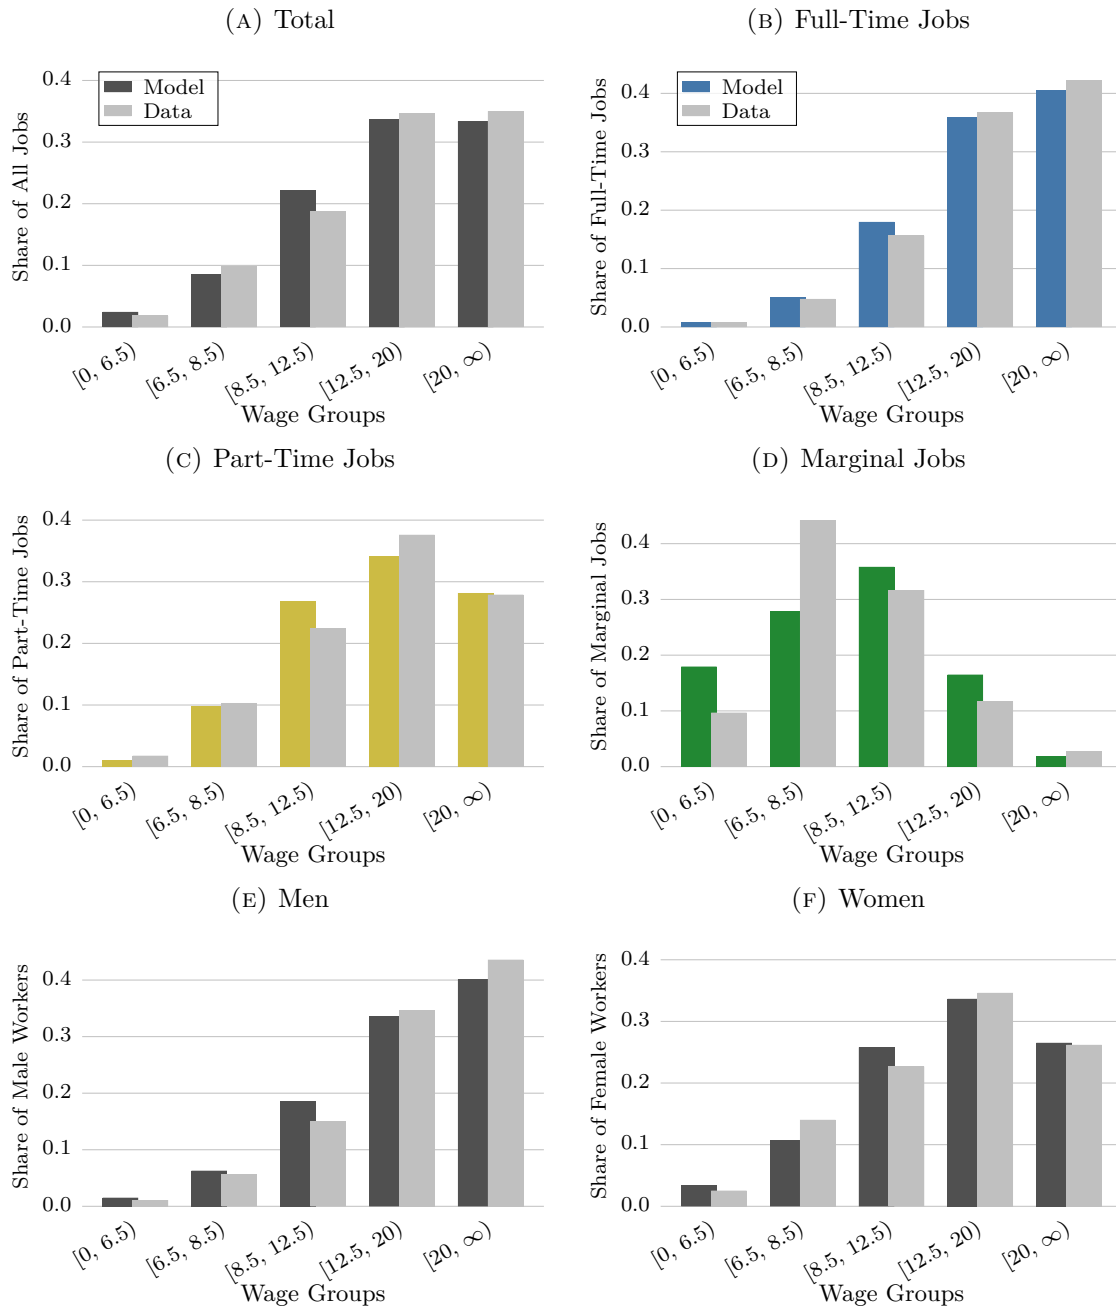 (A) Total
Share of All Jobs
0.4
0.3
0.2
0.1
0.0
Model
Data
[0, 6.5)
[6.5, 8.5)
[8.5, 12.5)
[12.5, 20)
[20, ∞)
Wage Groups
(B) Full-Time Jobs
Share of Full-Time Jobs
0.4
0.3
0.2
0.1
0.0
Model
Data
[0, 6.5)
[6.5, 8.5)
[8.5, 12.5)
[12.5, 20)
[20, ∞)
Wage Groups
(C) Part-Time Jobs
Share of Part-Time Jobs
0.4
0.3
0.2
0.1
0.0
[0, 6.5)
[6.5, 8.5)
[8.5, 12.5)
[12.5, 20)
[20, ∞)
Wage Groups
(D) Marginal Jobs
Share of Marginal Jobs
0.4
0.3
0.2
0.1
0.0
[0, 6.5)
[6.5, 8.5)
[8.5, 12.5)
[12.5, 20)
[20, ∞)
Wage Groups
(E) Men
Share of Male Workers
0.4
0.3
0.2
0.1
0.0
[0, 6.5)
[6.5, 8.5)
[8.5, 12.5)
[12.5, 20)
[20, ∞)
Wage Groups
(F) Women
Share of Female Workers
0.4
0.3
0.2
0.1
0.0
[0, 6.5)
[6.5, 8.5)
[8.5, 12.5)
[12.5, 20)
[20, ∞)
Wage Groups